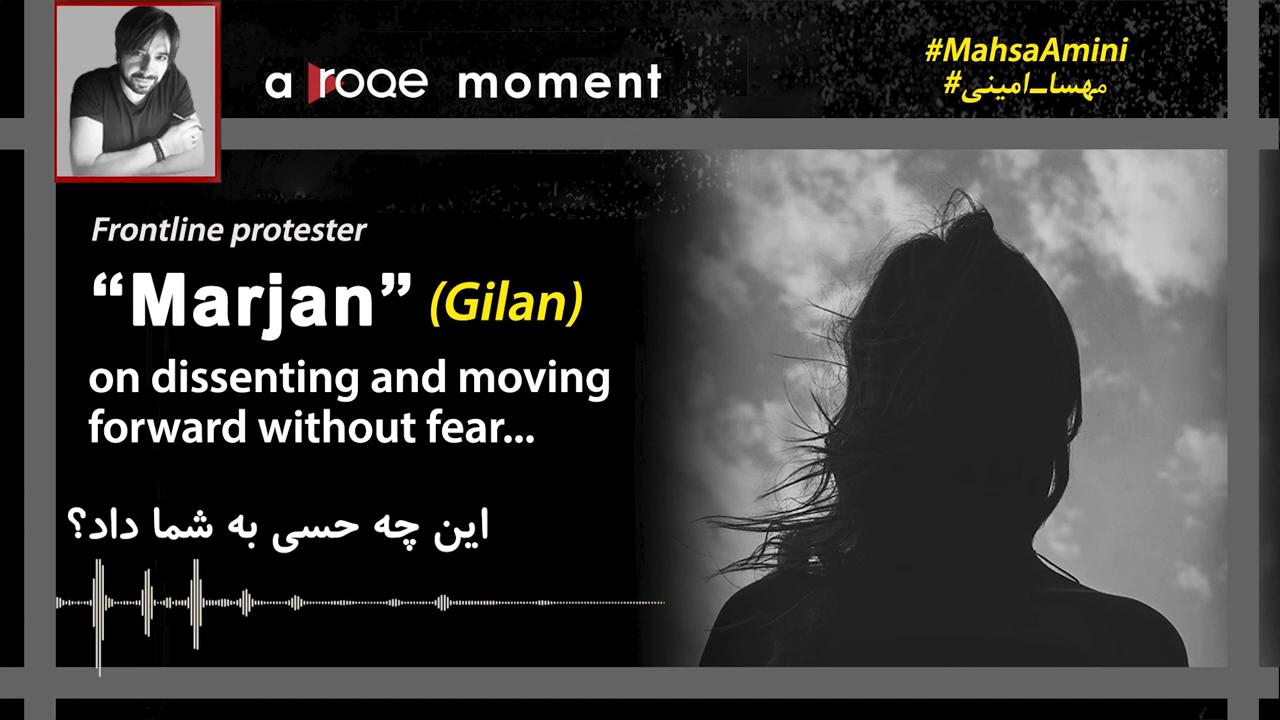 a roqe moment
#MahsaAmini
#مهسا_امینی
Frontline protester
“Marjan” (Gilan)
on dissenting and moving
forward without fear...
این چه حسی به شما داد؟